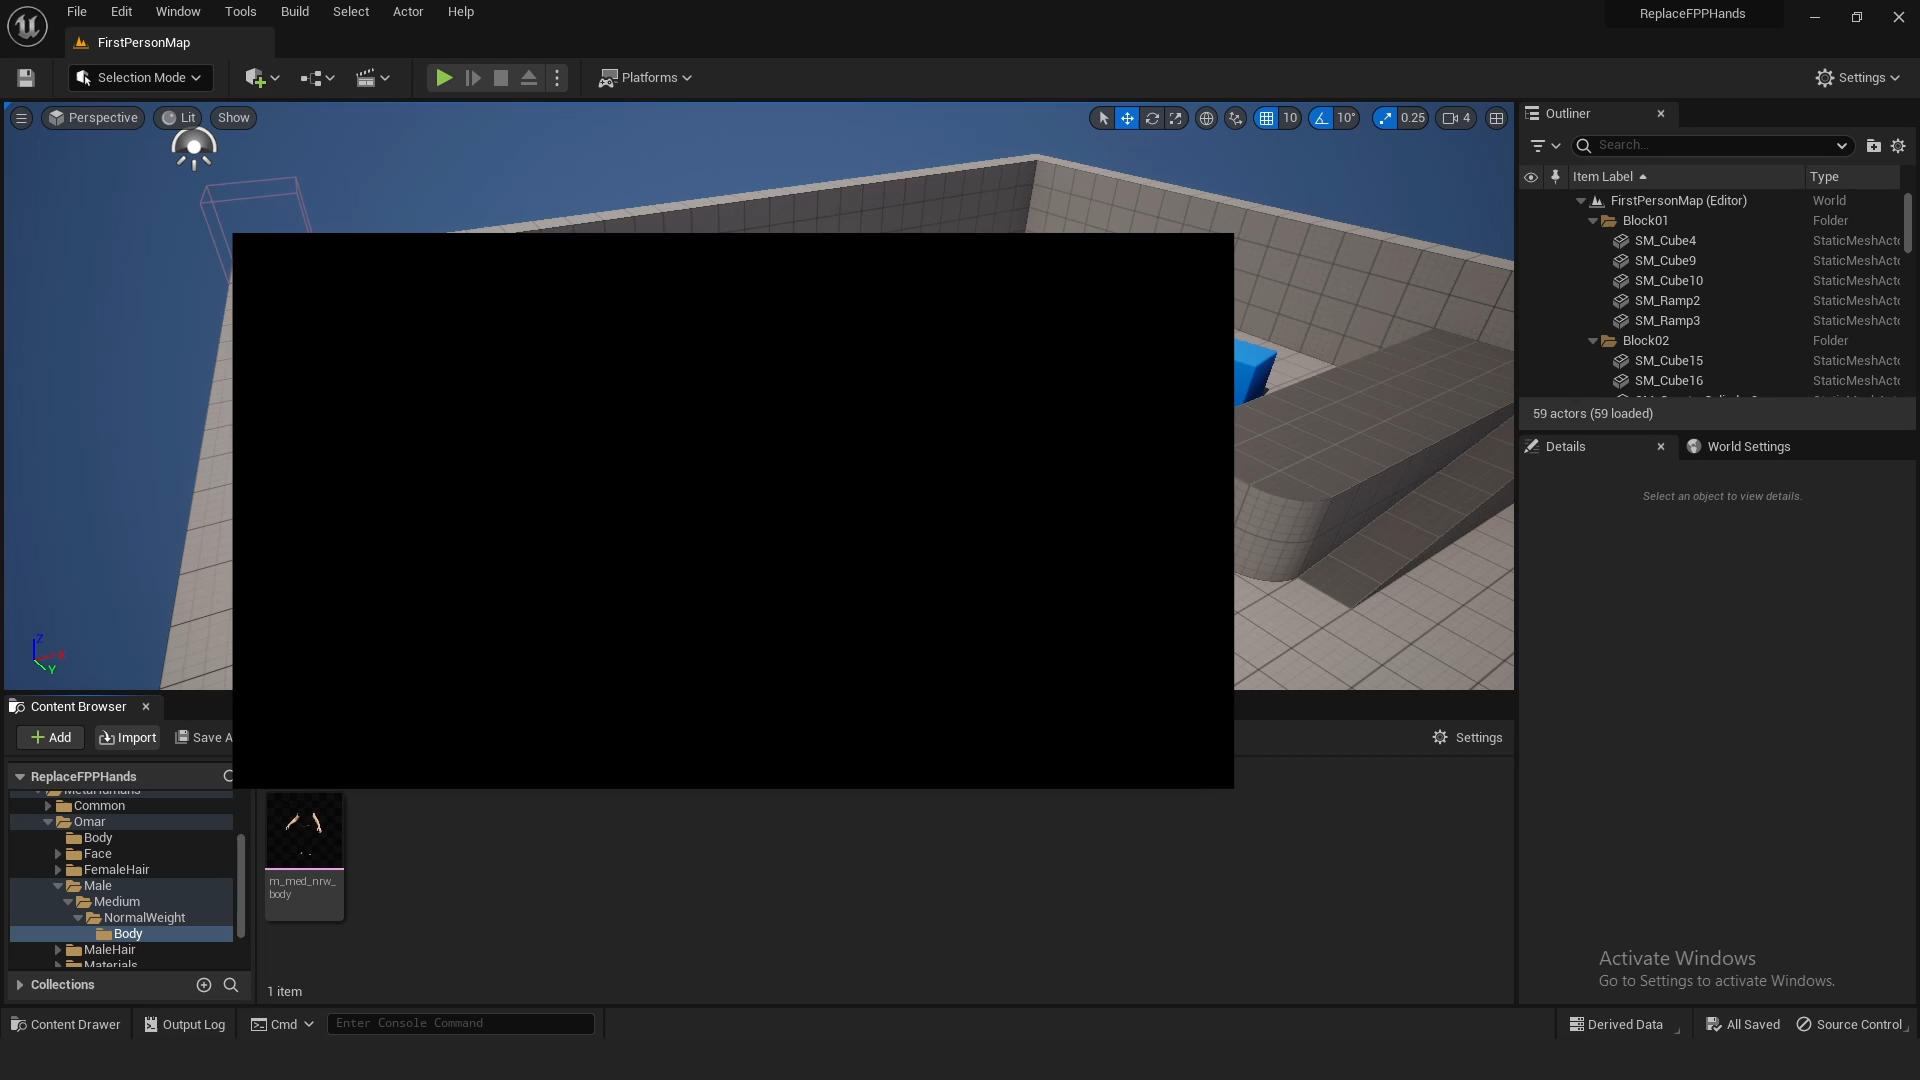 File Edit Window Tools Build Select Actor Help
ReplaceFPPHands
FirstPersonMap
Selection Mode
Platforms
Settings
Perspective Lit Show
10 10° 0.25 4
Outliner
Search...
Item Label Type
FirstPersonMap (Editor) World
Block01 Folder
SM_Cube4 StaticMeshActo
SM_Cube9 StaticMeshActo
SM_Cube10 StaticMeshActo
SM_Ramp2 StaticMeshActo
SM_Ramp3 StaticMeshActo
Block02 Folder
SM_Cube15 StaticMeshActo
SM_Cube16 StaticMeshActo
59 actors (59 loaded)
Details World Settings
Select an object to view details.
Z
X
Y
Content Browser
Add Import Save A
Settings
ReplaceFPPHands
MetaHumans
Common
Omar
Body
Face
FemaleHair
Male
Medium
NormalWeight
Body
MaleHair
Materials
Collections
m_med_nrw_
body
1 item
Activate Windows
Go to Settings to activate Windows.
Content Drawer Output Log Cmd Enter Console Command
Derived Data All Saved Source Control